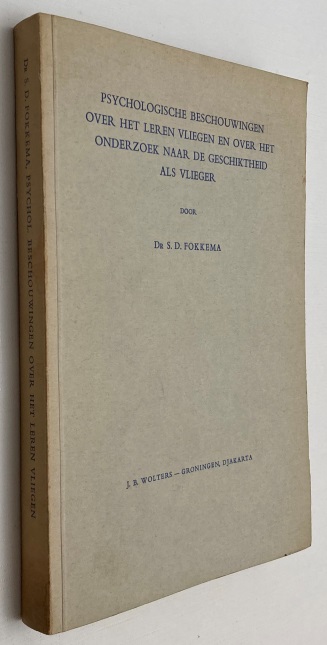 PSYCHOLOGISCHE BESCHOUWINGEN
OVER HET LEREN VLIEGEN EN OVER HET
ONDERZOEK NAAR DE GESCHIKTHEID
ALS VLIEGER
DOOR
DR S. D. FOKKEMA
J. B. WOLTERS — GRONINGEN, DJAKARTA
DR S. D. FOKKEMA, PSYCHOL. BESCHOUWINGEN OVER HET LEREN VLIEGEN